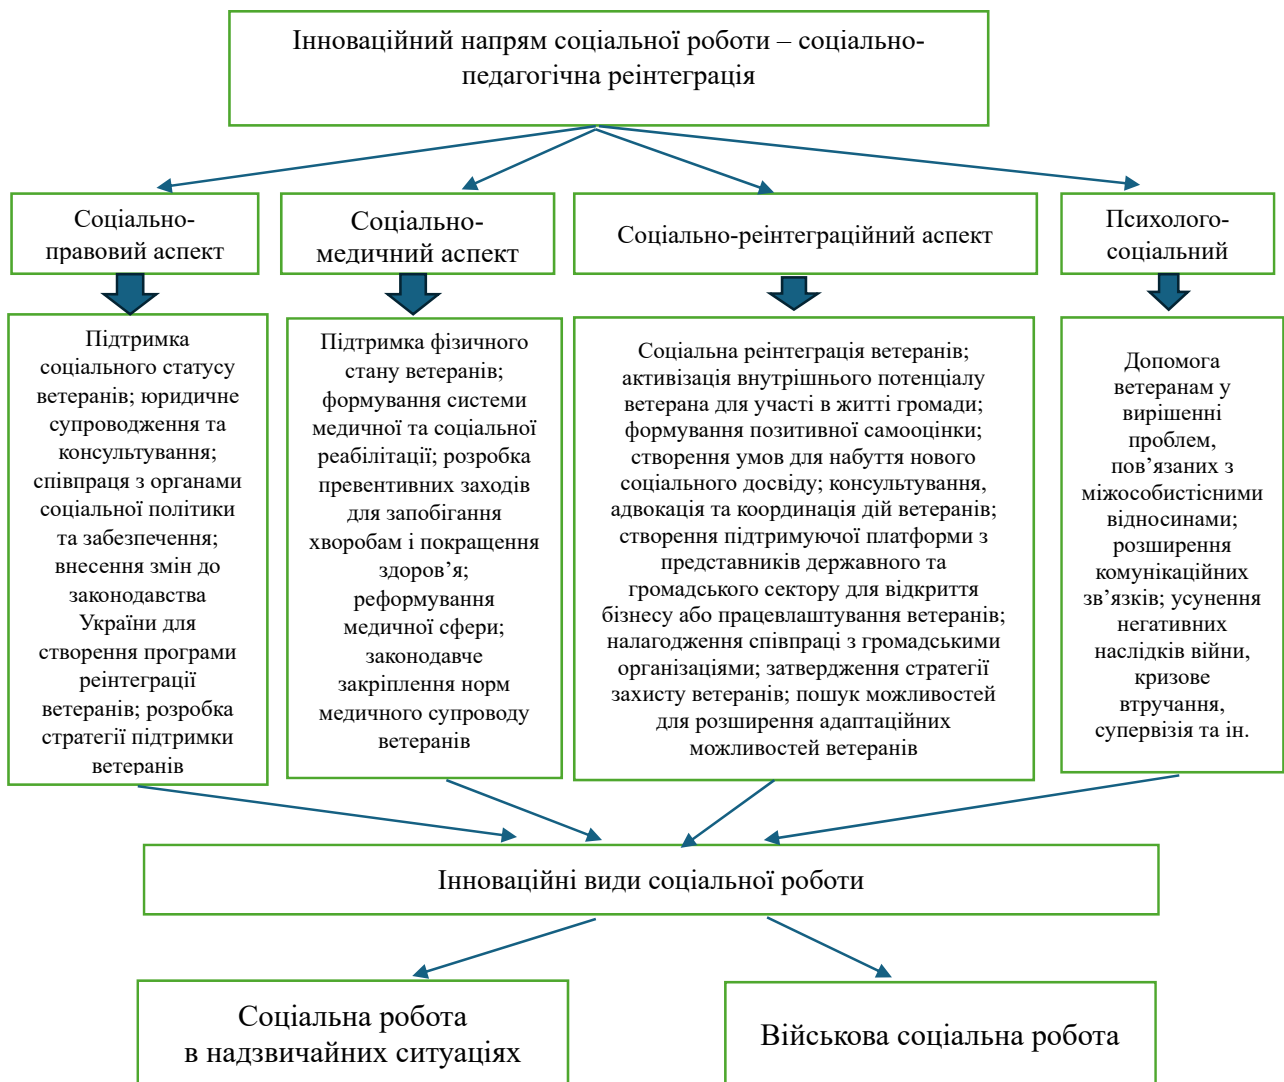 Інноваційний напрям соціальної роботи – соціально-
педагогічна реінтеграція
Соціально-
правовий аспект
Соціально-
медичний аспект
Соціально-реінтеграційний аспект
Психолого-
соціальний
Підтримка
соціального статусу
ветеранів; юридичне
супроводження та
консультування;
співпраця з органами
соціальної політики
та забезпечення;
внесення змін до
законодавства
України для
створення програми
реінтеграції
ветеранів; розробка
стратегії підтримки
ветеранів
Підтримка фізичного
стану ветеранів;
формування системи
медичної та соціальної
реабілітації; розробка
превентивних заходів
для запобігання
хворобам і покращення
здоров’я;
реформування
медичної сфери;
законодавче
закріплення норм
медичного супроводу
ветеранів
Соціальна реінтеграція ветеранів;
активізація внутрішнього потенціалу
ветерана для участі в житті громади;
формування позитивної самооцінки;
створення умов для набуття нового
соціального досвіду; консультування,
адвокація та координація дій ветеранів;
створення підтримуючої платформи з
представників державного та
громадського сектору для відкриття
бізнесу або працевлаштування ветеранів;
налагодження співпраці з громадськими
організаціями; затвердження стратегії
захисту ветеранів; пошук можливостей
для розширення адаптаційних
можливостей ветеранів
Допомога
ветеранам у
вирішенні
проблем,
пов’язаних з
міжособистісними
відносинами;
розширення
комунікаційних
зв’язків; усунення
негативних
наслідків війни,
кризове
втручання,
супервізія та ін.
Інноваційні види соціальної роботи
Соціальна робота
в надзвичайних ситуаціях
Військова соціальна робота